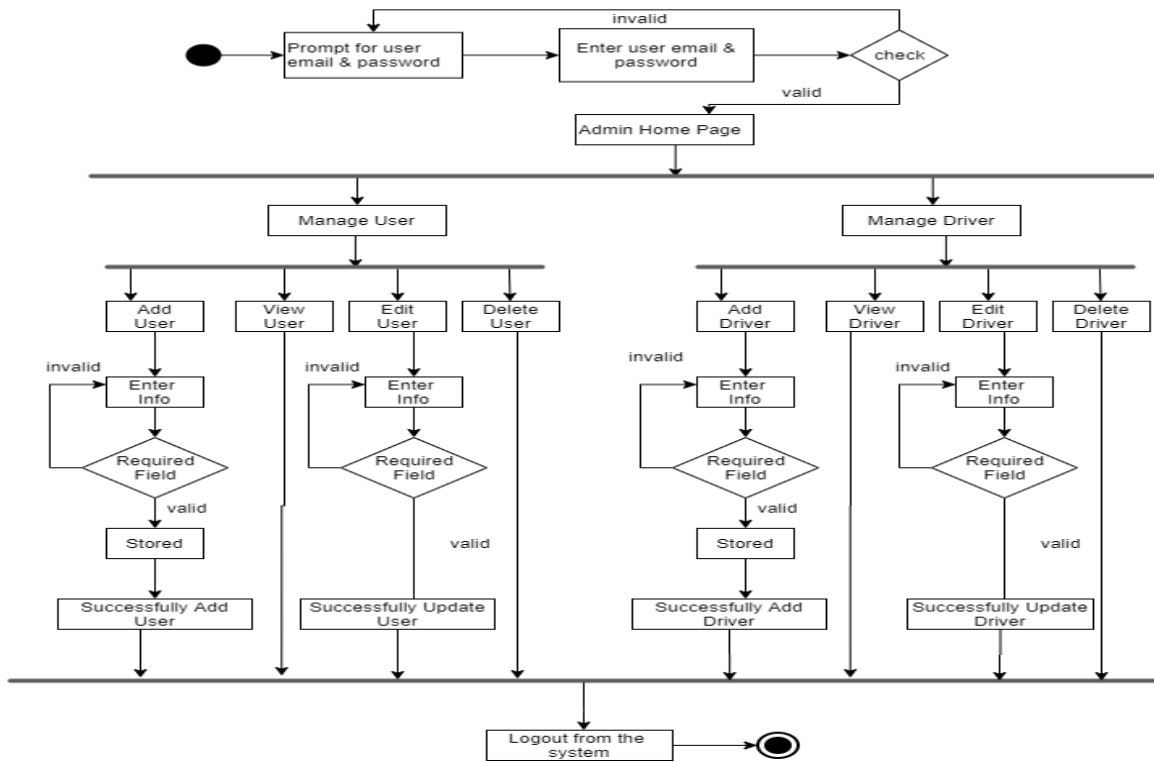 invalid
Prompt for user
email & password
Enter user email &
password
check
valid
Admin Home Page
Manage User
Manage Driver
Add
User
View
User
Edit
User
Delete
User
Add
Driver
View
Driver
Edit
Driver
Delete
Driver
invalid
Enter
Info
invalid
Enter
Info
invalid
Enter
Info
invalid
Enter
Info
Required
Field
Required
Field
Required
Field
Required
Field
valid
valid
valid
valid
Stored
Stored
Successfully Add
User
Successfully Update
User
Successfully Add
Driver
Successfully Update
Driver
Logout from the
system